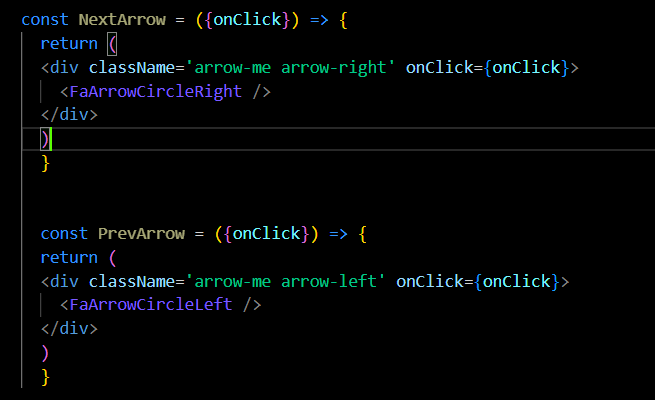 const NextArrow = ({onClick}) => {
return (
<div className='arrow-me arrow-right' onClick={onClick}>
<FaArrowCircleRight />
</div>
)
}
const PrevArrow = ({onClick}) => {
return (
<div className='arrow-me arrow-left' onClick={onClick}>
<FaArrowCircleLeft />
</div>
)
}